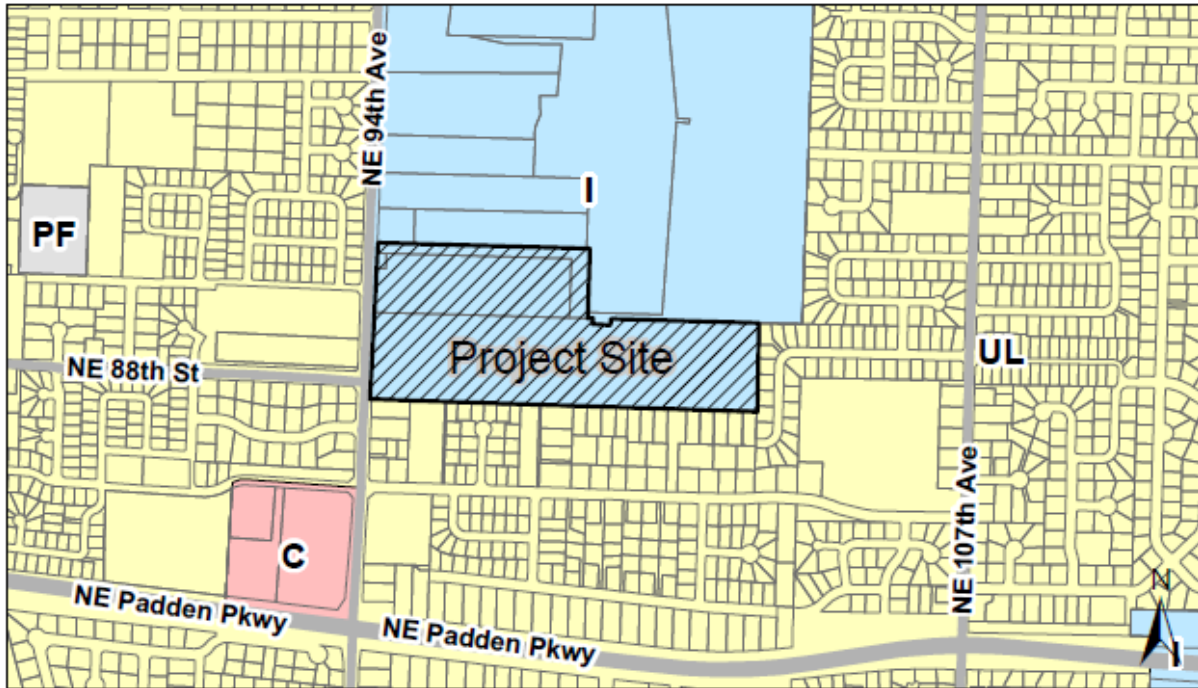 NE 94th Ave
I
PF
Project Site
NE 88th St
UL
NE 107th Ave
C
N
NE Padden Pkwy
NE Padden Pkwy
I